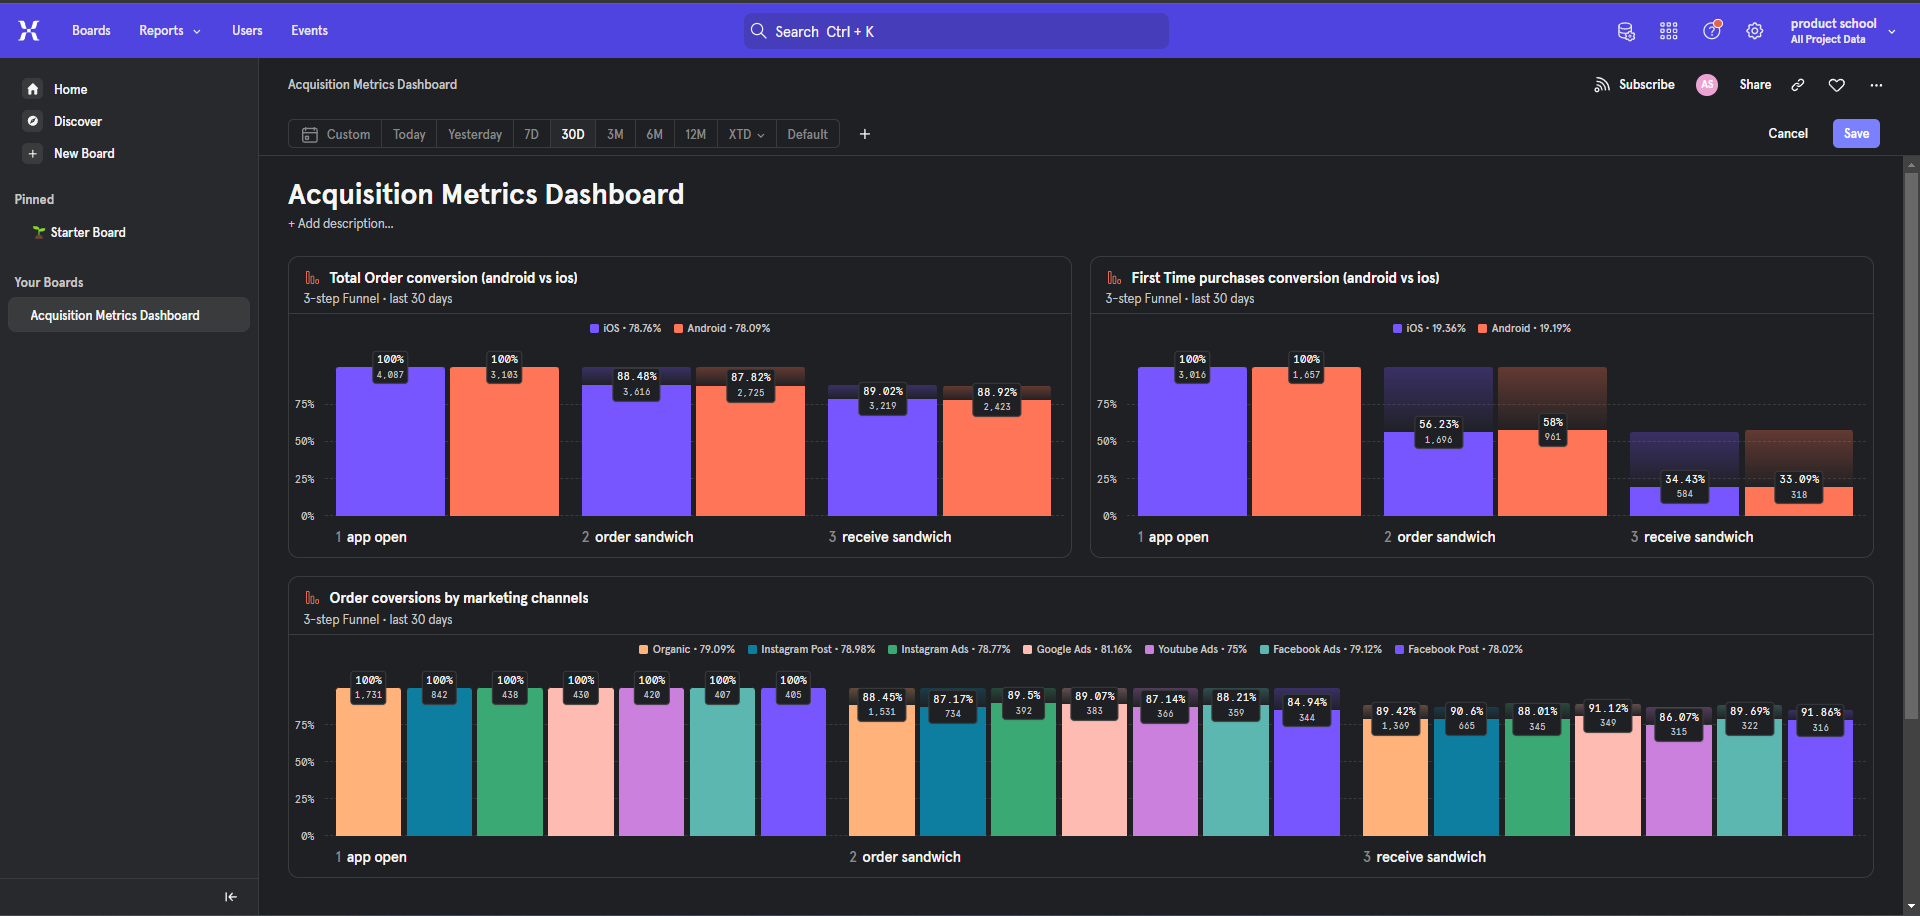 Boards
Reports
Users
Events
Search Ctrl + K
product school
All Project Data
Home
Discover
New Board
Pinned
Starter Board
Your Boards
Acquisition Metrics Dashboard
Acquisition Metrics Dashboard
Subscribe
AS
Share
Custom
Today
Yesterday
7D
30D
3M
6M
12M
XTD
Default
+
Cancel
Save
Acquisition Metrics Dashboard
+ Add description...
Total Order conversion (android vs ios)
3-step Funnel • last 30 days
iOS • 78.76% Android • 78.09%
100% 100%
4,087 3,103
88.48% 87.82%
3,616 2,725
89.02% 88.92%
3,219 2,423
75%
50%
25%
0%
1 app open
2 order sandwich
3 receive sandwich
First Time purchases conversion (android vs ios)
3-step Funnel • last 30 days
iOS • 19.36% Android • 19.19%
100% 100%
3,016 1,657
56.23% 58%
1,696 961
34.43% 33.09%
584 318
75%
50%
25%
0%
1 app open
2 order sandwich
3 receive sandwich
Order coversions by marketing channels
3-step Funnel • last 30 days
Organic • 79.09% Instagram Post • 78.98% Instagram Ads • 78.77% Google Ads • 81.16% Youtube Ads • 75% Facebook Ads • 79.12% Facebook Post • 78.02%
100% 100% 100% 100% 100% 100% 100%
1,731 842 438 430 420 407 405
88.45% 87.17% 89.5% 89.07% 87.14% 88.21% 84.94%
1,531 734 392 383 366 359 344
89.42% 90.6% 88.01% 91.12% 86.07% 89.69% 91.86%
1,369 665 345 349 315 322 316
75%
50%
25%
0%
1 app open
2 order sandwich
3 receive sandwich